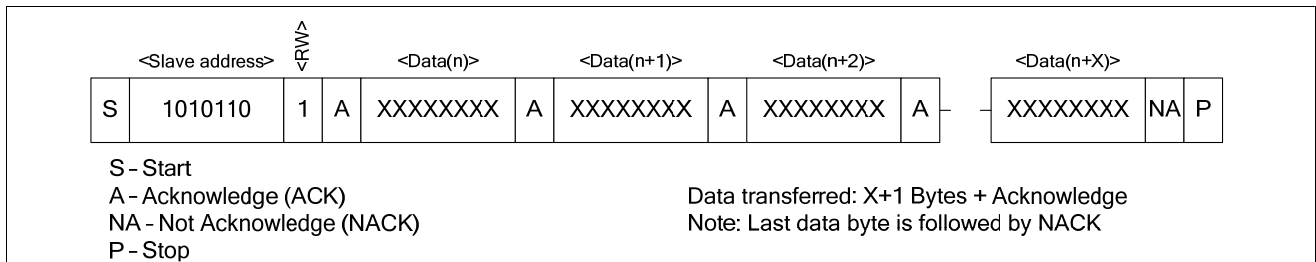 <Slave address> <RW> <Data(n)> <Data(n+1)> <Data(n+2)> <Data(n+X)>
S 1010110 1 A XXXXXXXX A XXXXXXXX A XXXXXXXX A XXXXXXXX NA P
S – Start
A – Acknowledge (ACK)
NA – Not Acknowledge (NACK)
P – Stop
Data transferred: X+1 Bytes + Acknowledge
Note: Last data byte is followed by NACK